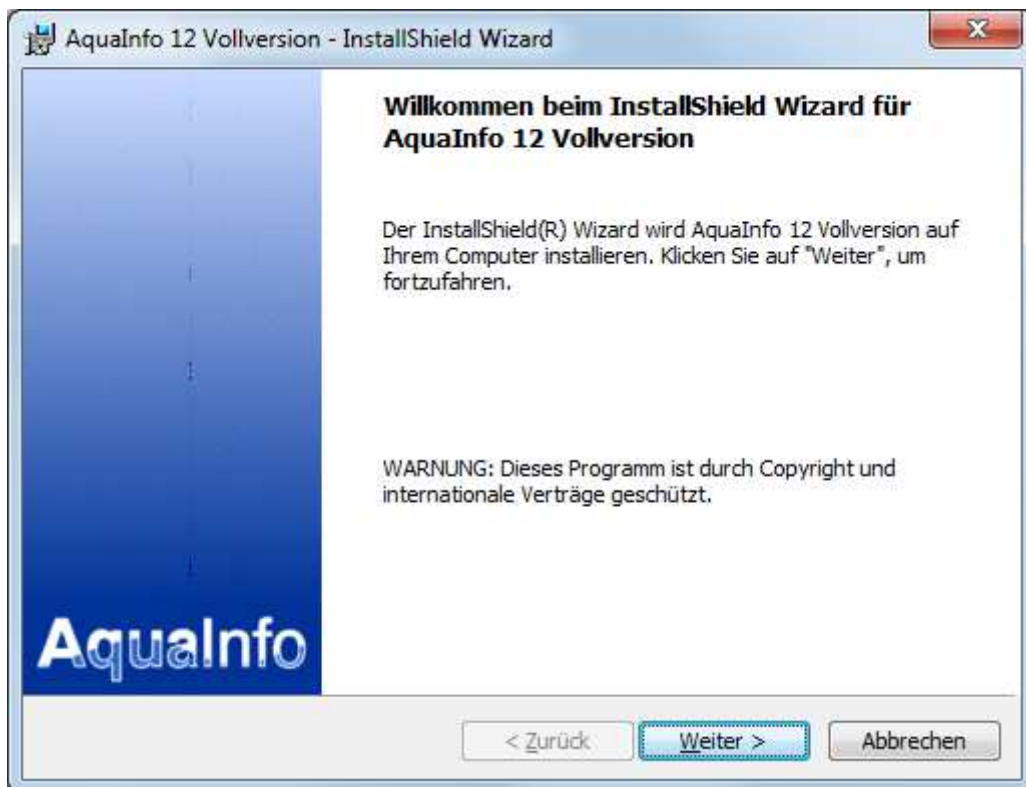 AquaInfo 12 Vollversion - InstallShield Wizard
Willkommen beim InstallShield Wizard für
AquaInfo 12 Vollversion
Der InstallShield(R) Wizard wird AquaInfo 12 Vollversion auf
Ihrem Computer installieren. Klicken Sie auf "Weiter", um
fortzufahren.
WARNUNG: Dieses Programm ist durch Copyright und
internationale Verträge geschützt.
AquaInfo
< Zurück Weiter > Abbrechen